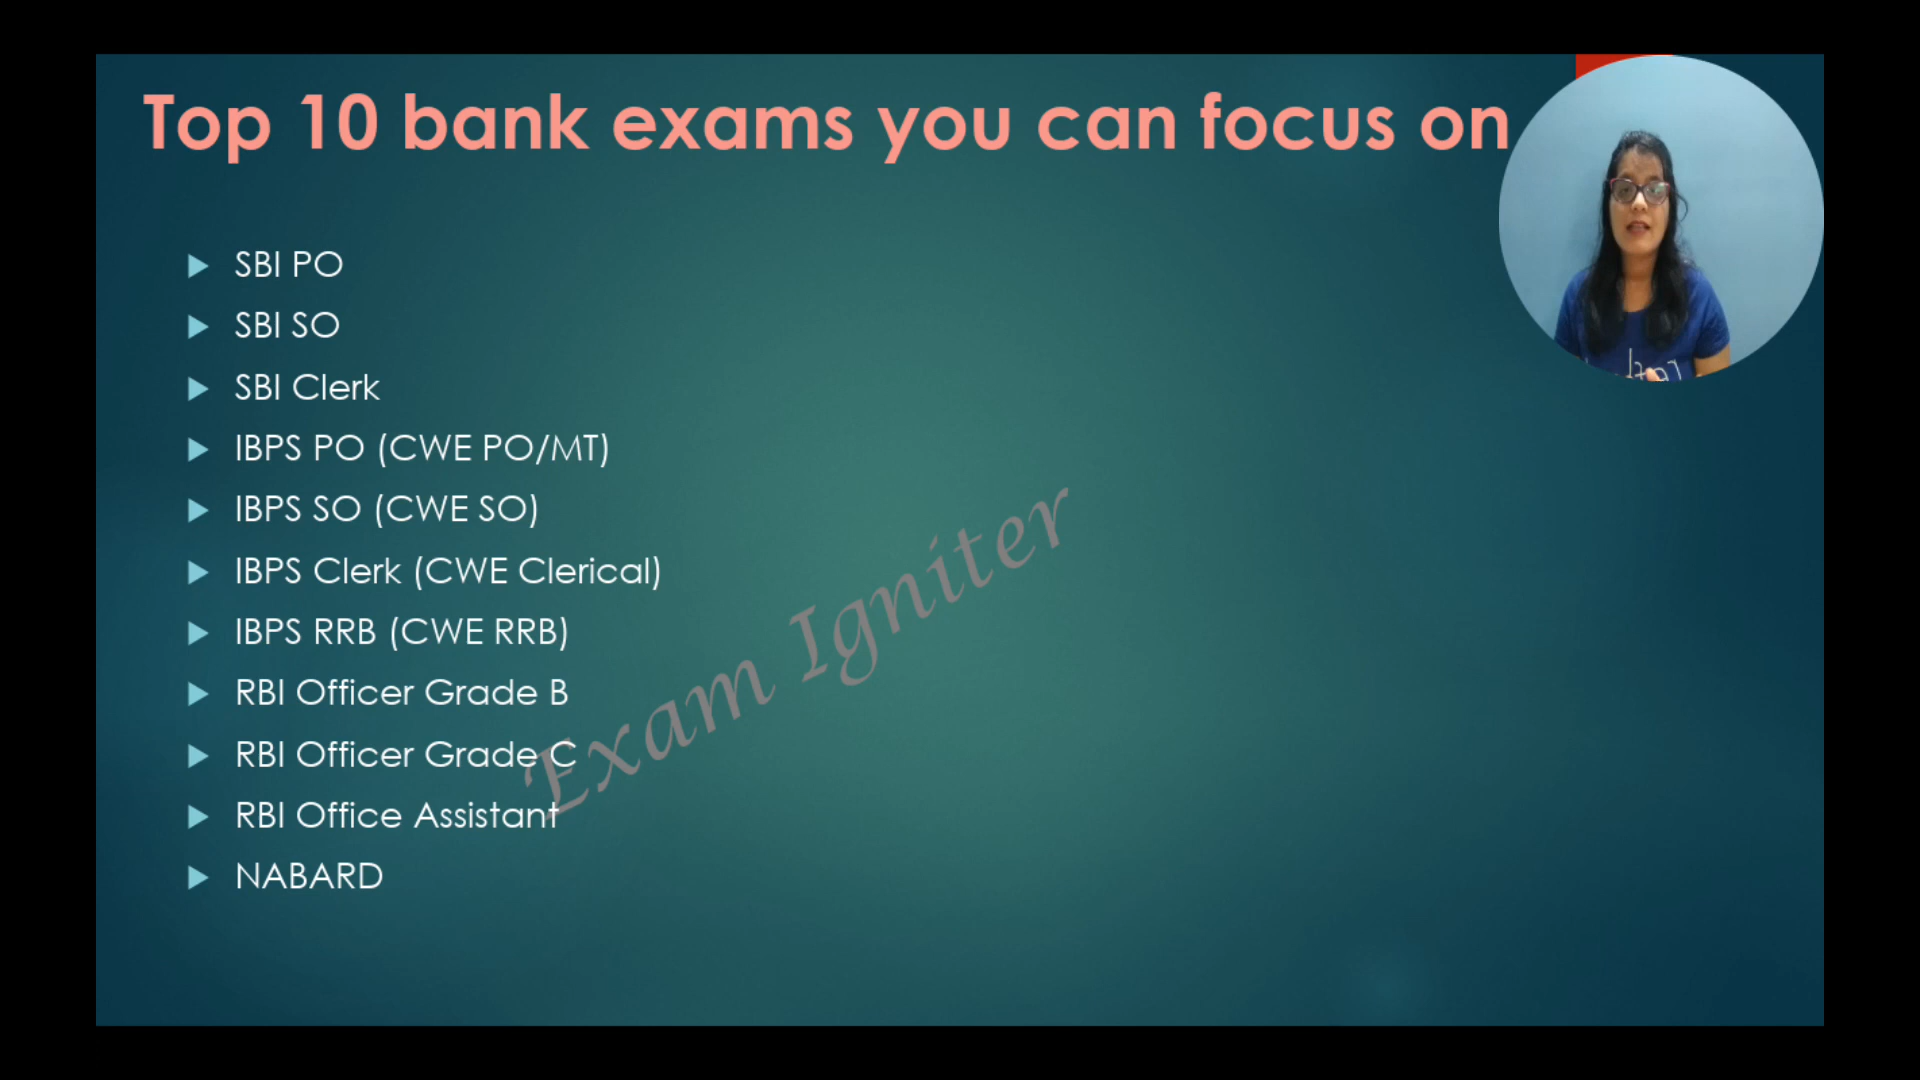 Top 10 bank exams you can focus on
SBI PO
SBI SO
SBI Clerk
IBPS PO (CWE PO/MT)
IBPS SO (CWE SO)
IBPS Clerk (CWE Clerical)
IBPS RRB (CWE RRB)
RBI Officer Grade B
RBI Officer Grade C
RBI Office Assistant
NABARD
Exam Igniter